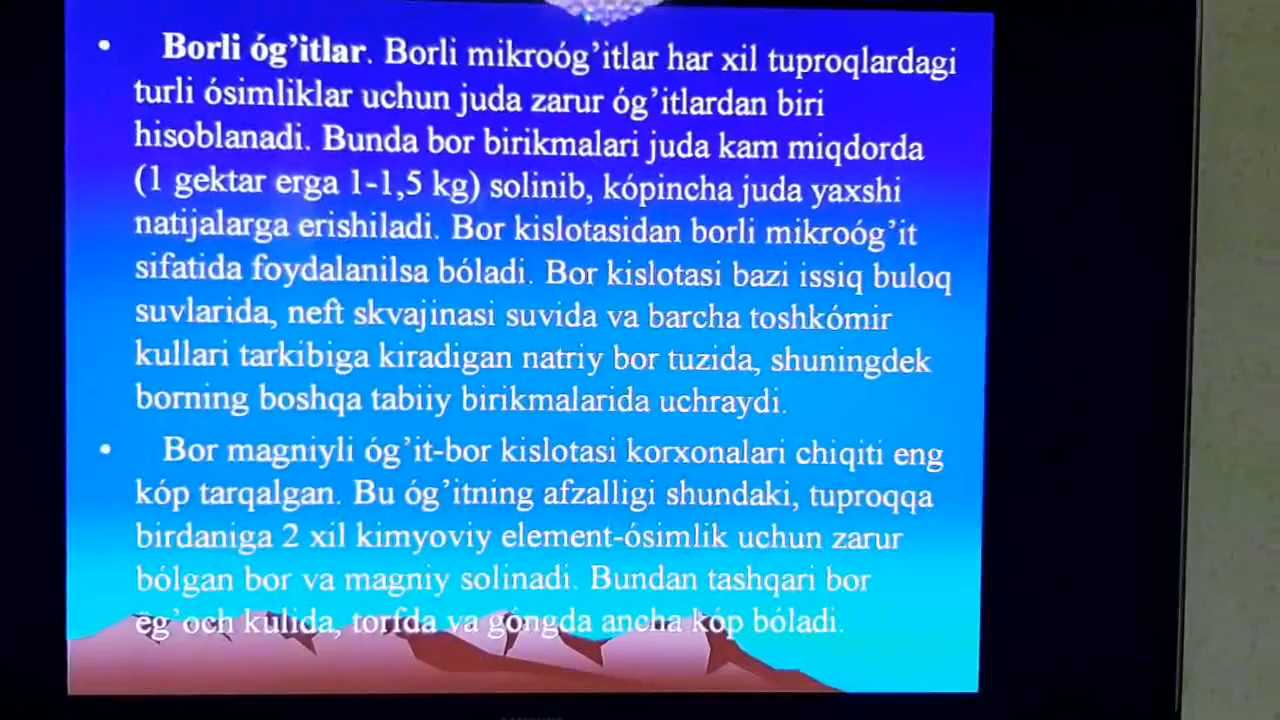 • Borli óg’itlar. Borli mikroóg’itlar har xil tuproqlardagi
turli ósimliklar uchun juda zarur óg’itlardan biri
hisoblanadi. Bunda bor birikmalari juda kam miqdorda
(1 gektar erga 1-1,5 kg) solinib, kópincha juda yaxshi
natijalarga erishiladi. Bor kislotasidan borli mikroóg’it
sifatida foydalanilsa bóladi. Bor kislotasi bazi issiq buloq
suvlarida, neft skvajinasi suvida va barcha toshkómir
kullari tarkibiga kiradigan natriy bor tuzida, shuningdek
borning boshqa tabiiy birikmalarida uchraydi.
• Bor magniyli óg’it-bor kislotasi korxonalari chiqiti eng
kóp tarqalgan. Bu óg’itning afzalligi shundaki, tuproqqa
birdaniga 2 xil kimyoviy element-ósimlik uchun zarur
bólgan bor va magniy solinadi. Bundan tashqari bor
ëg’och kulida, torfda va góngda ancha kóp bóladi.